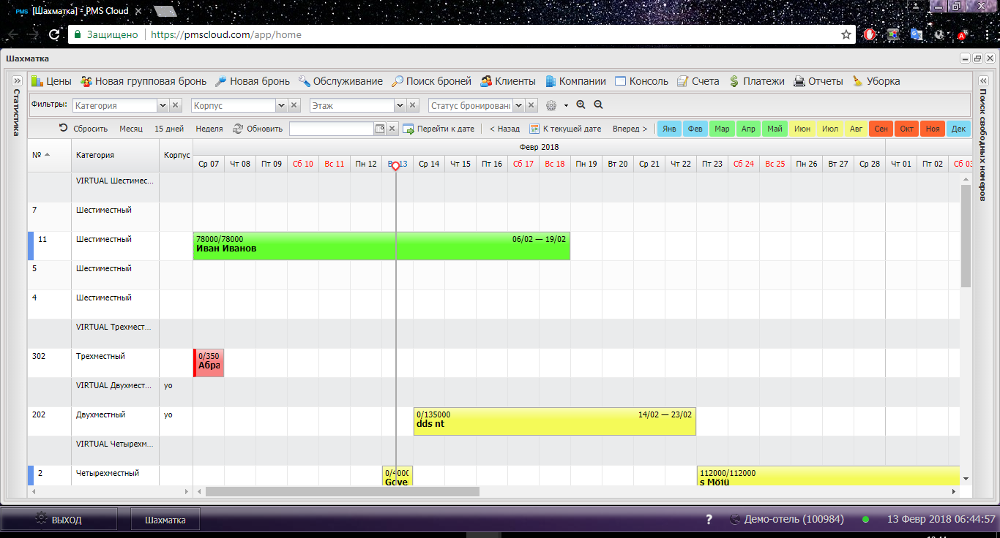 PMS [Шахматка] - PMS Cloud
Защищено https://pmscloud.com/app/home
Шахматка
Цены Новая групповая бронь Новая бронь Обслуживание Поиск броней Клиенты Компании Консоль Счета Платежи Отчеты Уборка
Статистика
Поиск свободных номеров
Фильтры: Категория Корпус Этаж Статус бронировани
Сбросить Месяц 15 дней Неделя Обновить Перейти к дате < Назад К текущей дате Вперед > Янв Фев Мар Апр Май Июн Июл Авг Сен Окт Ноя Дек
Февр 2018
№ Категория Корпус
Ср 07 Чт 08 Пт 09 Сб 10 Вс 11 Пн 12 13 Ср 14 Чт 15 Пт 16 Сб 17 Вс 18 Пн 19 Вт 20 Ср 21 Чт 22 Пт 23 Сб 24 Вс 25 Пн 26 Вт 27 Ср 28 Чт 01 Пт 02 Сб 03
VIRTUAL Шестимес...
7 Шестиместный
11 Шестиместный 78000/78000 06/02 — 19/02
Иван Иванов
5 Шестиместный
4 Шестиместный
VIRTUAL Трехмест...
302 Трехместный 0/350
Абра
VIRTUAL Двухмест... yo
202 Двухместный yo 0/135000 14/02 — 23/02
dds nt
VIRTUAL Четырехм...
2 Четырехместный 0/4000 112000/112000
Gove s Möjü
ВЫХОД Шахматка ? Демо-отель (100984) 13 Февр 2018 06:44:57